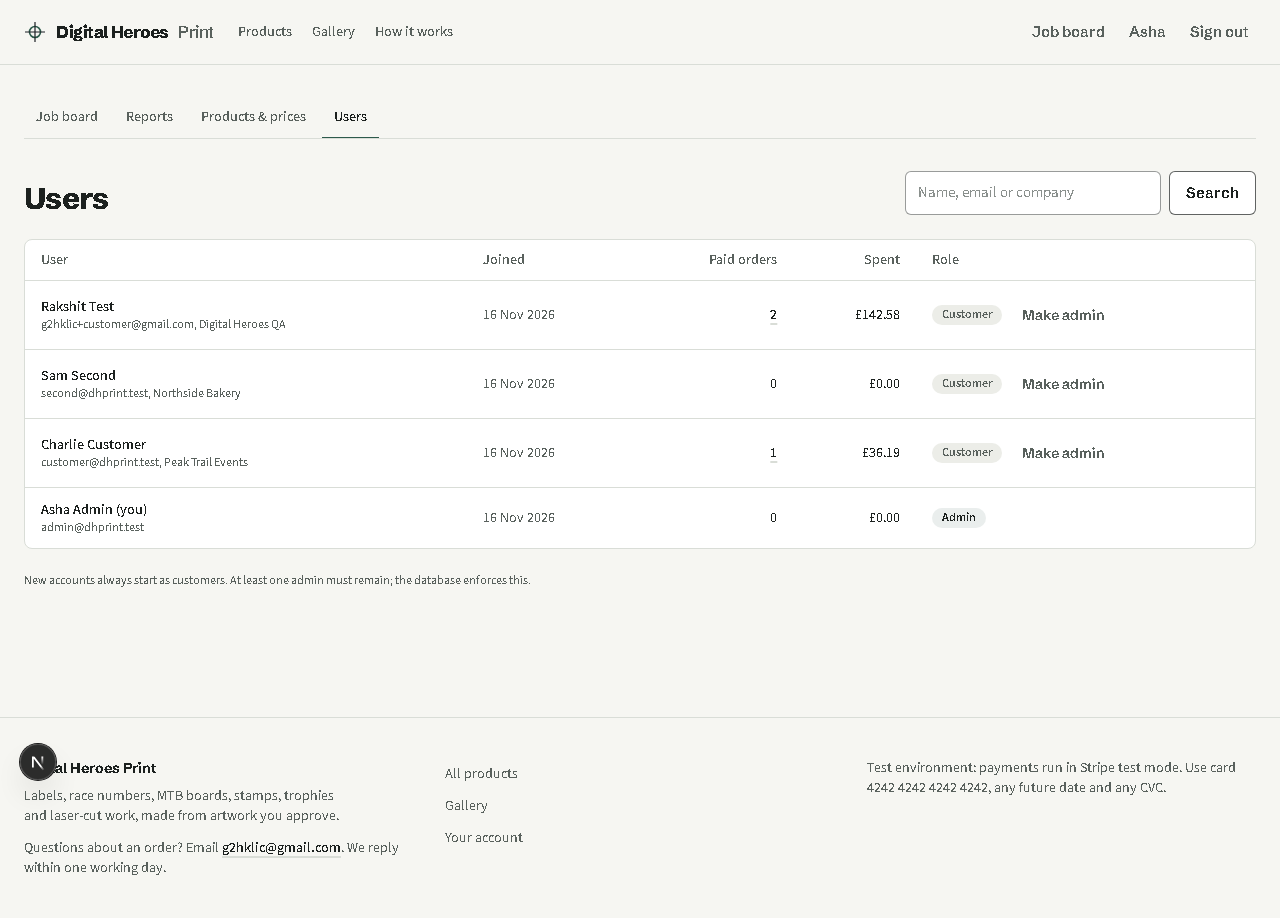 Digital Heroes Print Products Gallery How it works Job board Asha Sign out
Job board Reports Products & prices Users
Users
Name, email or company
Search
User Joined Paid orders Spent Role
Rakshit Test
g2hklic+customer@gmail.com, Digital Heroes QA
16 Nov 2026 2 £142.58 Customer Make admin
Sam Second
second@dhprint.test, Northside Bakery
16 Nov 2026 0 £0.00 Customer Make admin
Charlie Customer
customer@dhprint.test, Peak Trail Events
16 Nov 2026 1 £36.19 Customer Make admin
Asha Admin (you)
admin@dhprint.test
16 Nov 2026 0 £0.00 Admin
New accounts always start as customers. At least one admin must remain; the database enforces this.
N
al Heroes Print
Labels, race numbers, MTB boards, stamps, trophies
and laser-cut work, made from artwork you approve.
Questions about an order? Email g2hklic@gmail.com. We reply
within one working day.
All products
Gallery
Your account
Test environment: payments run in Stripe test mode. Use card
4242 4242 4242 4242, any future date and any CVC.